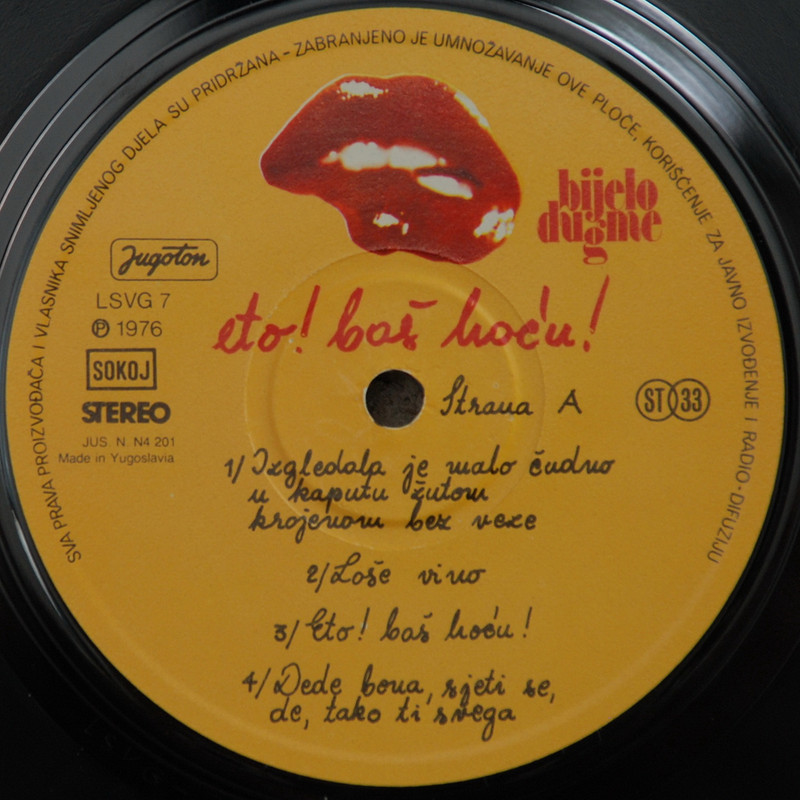 SVA PRAVA PROIZVOĐAČA I VLASNIKA SNIMLJENOG DJELA SU PRIDRŽANA – ZABRANJENO JE UMNOŽAVANJE OVE PLOČE, KORIŠĆENJE ZA JAVNO IZVOĐENJE I RADIO-DIFUZIJU
bijelo
dugme
Jugoton
LSVG 7
Ⓟ 1976
SOKOJ
STEREO
JUS N. N4 201
Made in Yugoslavia
eto! baš hoću!
Strana A
ST 33
1/ Izgledala je malo čudno
u kaputu žutom
krojenom bez veze
2/ Loše vino
3/ Eto! baš hoću!
4/ Dede bona, sjeti se,
de, tako ti svega